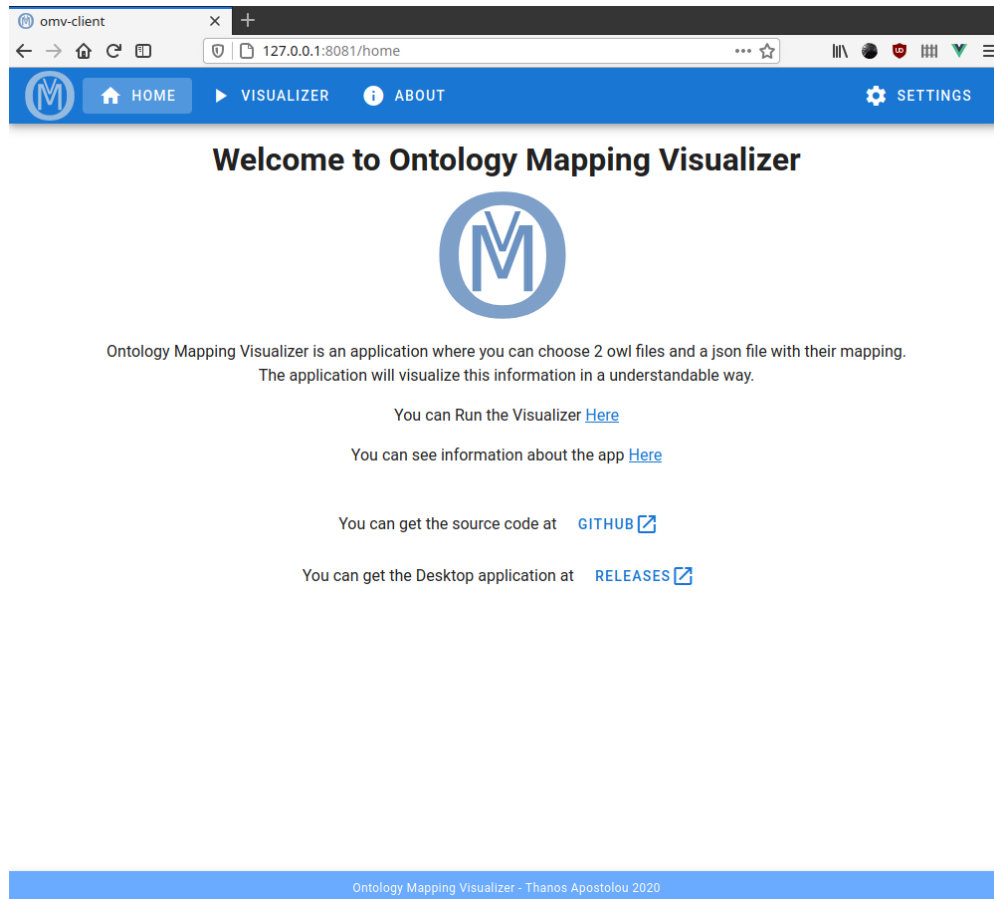 omv-client
127.0.0.1:8081/home
HOME VISUALIZER ABOUT SETTINGS
Welcome to Ontology Mapping Visualizer
Ontology Mapping Visualizer is an application where you can choose 2 owl files and a json file with their mapping.
The application will visualize this information in a understandable way.
You can Run the Visualizer Here
You can see information about the app Here
You can get the source code at GITHUB
You can get the Desktop application at RELEASES
Ontology Mapping Visualizer - Thanos Apostolou 2020